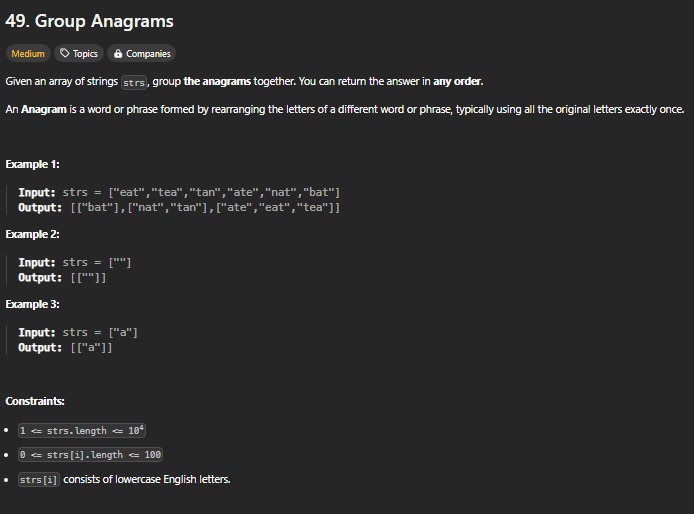 49. Group Anagrams
Medium Topics Companies
Given an array of strings strs, group the anagrams together. You can return the answer in any order.
An Anagram is a word or phrase formed by rearranging the letters of a different word or phrase, typically using all the original letters exactly once.
Example 1:
Input: strs = ["eat","tea","tan","ate","nat","bat"]
Output: [["bat"],["nat","tan"],["ate","eat","tea"]]
Example 2:
Input: strs = [""]
Output: [[""]]
Example 3:
Input: strs = ["a"]
Output: [["a"]]
Constraints:
• 1 <= strs.length <= 10⁴
• 0 <= strs[i].length <= 100
• strs[i] consists of lowercase English letters.